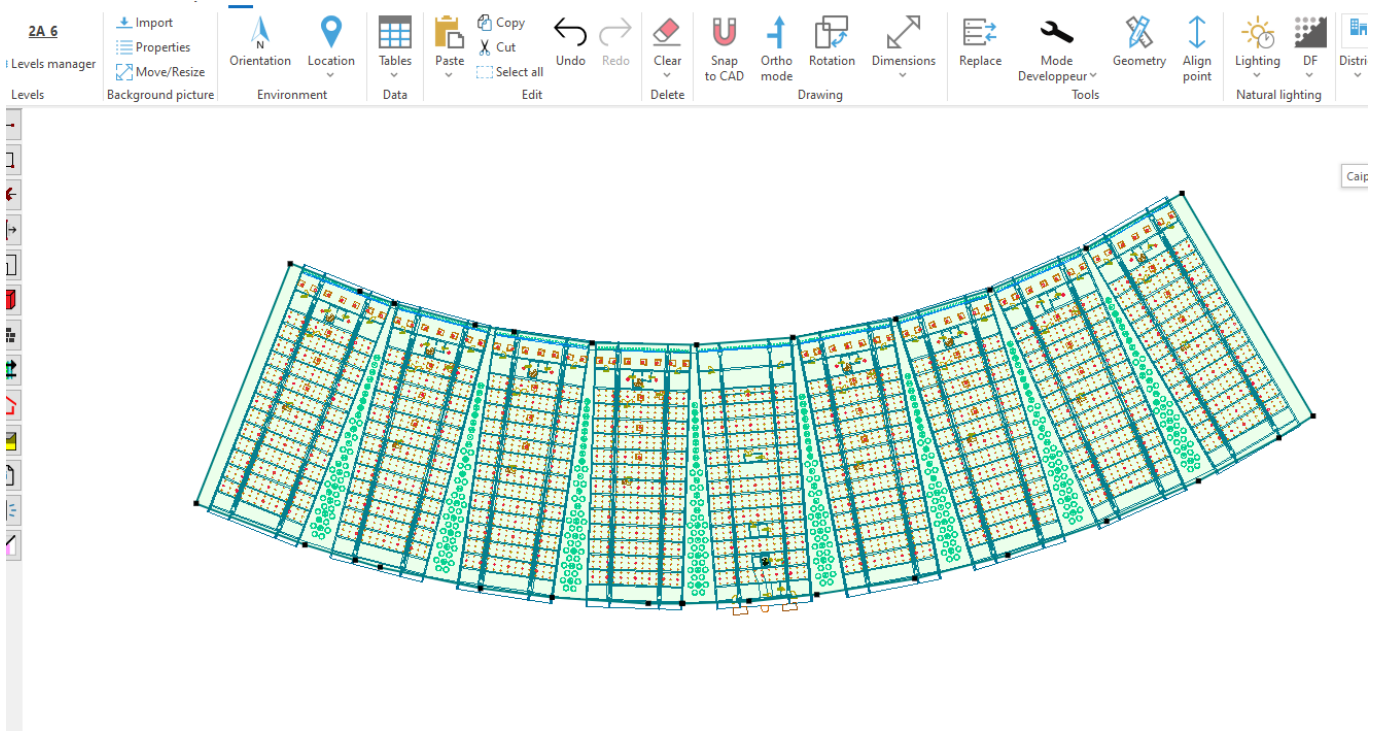 2A 6
Levels manager
Levels
Import
Properties
Move/Resize
Background picture
Orientation
Location
Environment
Tables
Data
Paste
Copy
Cut
Select all
Undo
Redo
Edit
Clear
Delete
Snap
to CAD
Ortho
mode
Rotation
Dimensions
Drawing
Replace
Mode
Developpeur
Geometry
Align
point
Tools
Lighting
DF
Natural lighting
Distri
Caip
N